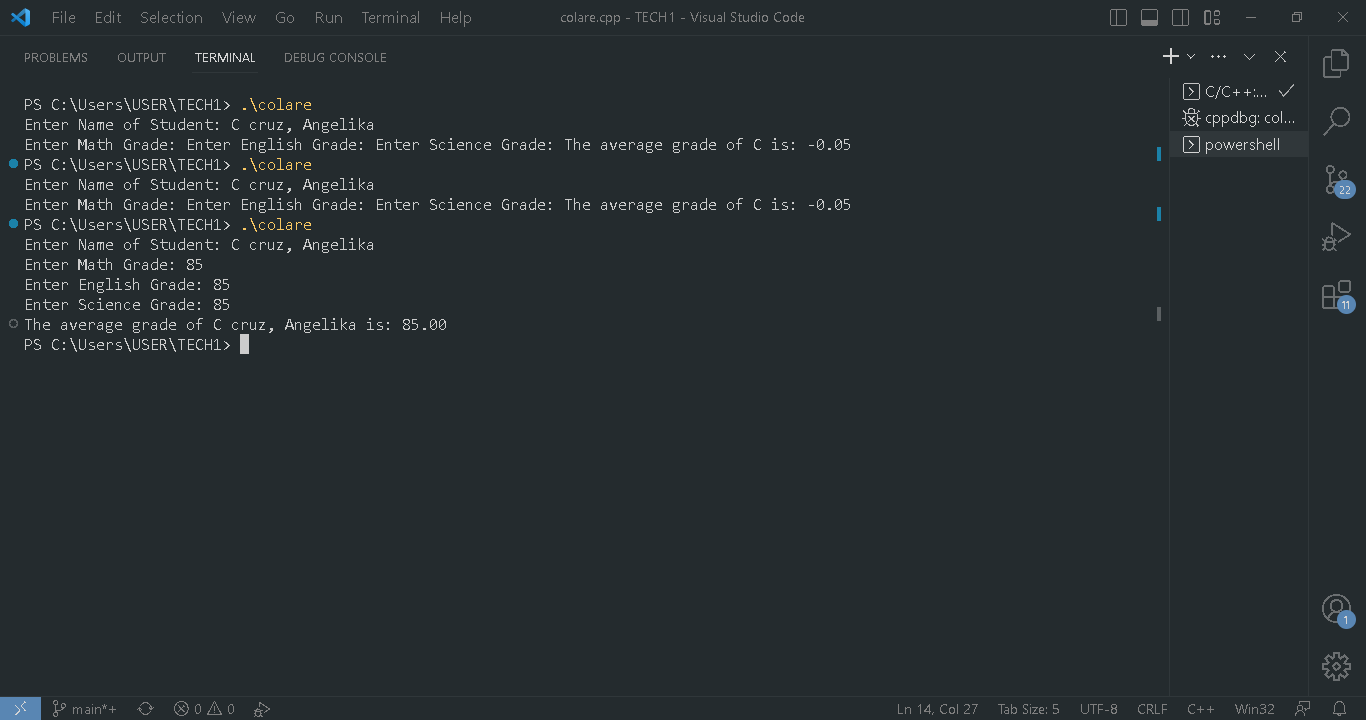 File Edit Selection View Go Run Terminal Help colare.cpp - TECH1 - Visual Studio Code
PROBLEMS OUTPUT TERMINAL DEBUG CONSOLE
PS C:\Users\USER\TECH1> .\colare
Enter Name of Student: C cruz, Angelika
Enter Math Grade: Enter English Grade: Enter Science Grade: The average grade of C is: -0.05
PS C:\Users\USER\TECH1> .\colare
Enter Name of Student: C cruz, Angelika
Enter Math Grade: Enter English Grade: Enter Science Grade: The average grade of C is: -0.05
PS C:\Users\USER\TECH1> .\colare
Enter Name of Student: C cruz, Angelika
Enter Math Grade: 85
Enter English Grade: 85
Enter Science Grade: 85
The average grade of C cruz, Angelika is: 85.00
PS C:\Users\USER\TECH1>
C/C++:...
cppdbg: col...
powershell
22
11
1
main*+ 0 0 Ln 14, Col 27 Tab Size: 5 UTF-8 CRLF C++ Win32